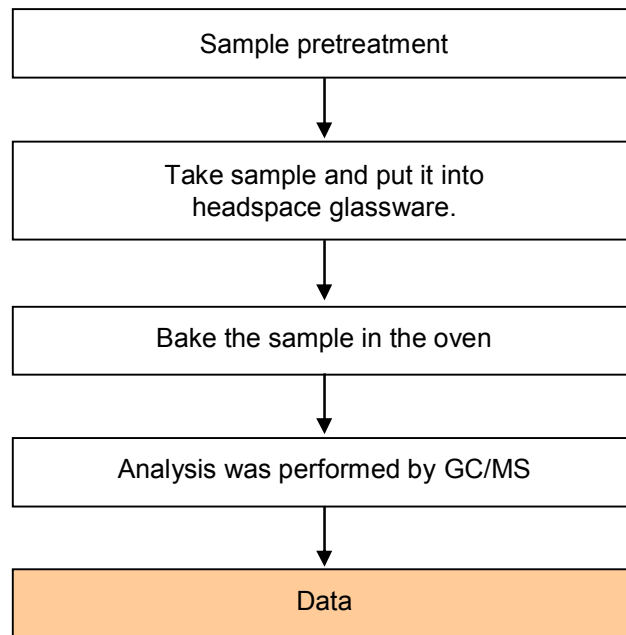 Sample pretreatment
Take sample and put it into
headspace glassware.
Bake the sample in the oven
Analysis was performed by GC/MS
Data